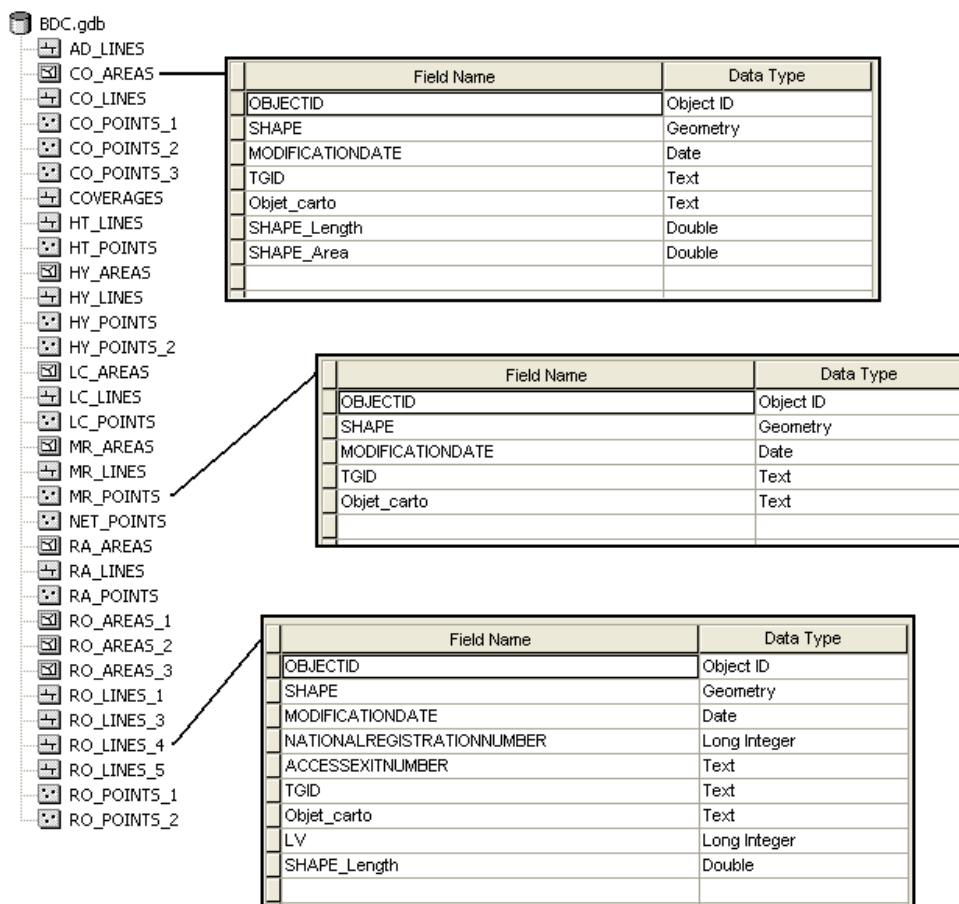 BDC.gdb
AD_LINES
CO_AREAS
CO_LINES
CO_POINTS_1
CO_POINTS_2
CO_POINTS_3
COVERAGES
HT_LINES
HT_POINTS
HY_AREAS
HY_LINES
HY_POINTS
HY_POINTS_2
LC_AREAS
LC_LINES
LC_POINTS
MR_AREAS
MR_LINES
MR_POINTS
NET_POINTS
RA_AREAS
RA_LINES
RA_POINTS
RO_AREAS_1
RO_AREAS_2
RO_AREAS_3
RO_LINES_1
RO_LINES_3
RO_LINES_4
RO_LINES_5
RO_POINTS_1
RO_POINTS_2
Field Name Data Type
OBJECTID Object ID
SHAPE Geometry
MODIFICATIONDATE Date
TGID Text
Objet_carto Text
SHAPE_Length Double
SHAPE_Area Double
Field Name Data Type
OBJECTID Object ID
SHAPE Geometry
MODIFICATIONDATE Date
TGID Text
Objet_carto Text
Field Name Data Type
OBJECTID Object ID
SHAPE Geometry
MODIFICATIONDATE Date
NATIONALREGISTRATIONNUMBER Long Integer
ACCESSEXITNUMBER Text
TGID Text
Objet_carto Text
LV Long Integer
SHAPE_Length Double